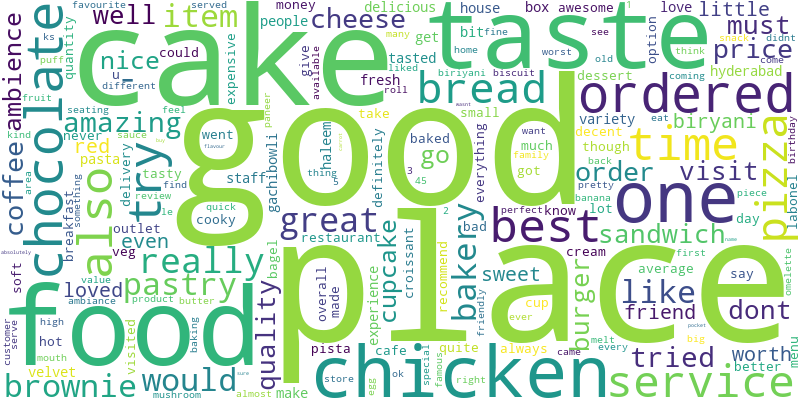 favourite served money delicious house box awesome love little
ks people cheese bit fine option must
well item many get home worst see old think didnt
puff nice u could expensive give available tasted liked biriyani biscuit snack come price
ambience quantity different fresh roll dessert coming hyderabad
cake taste
fruit seating feel paneer bread ordered
chocolate amazing sauce take small variety decent biryani eat
kind never red pasta went baked want though back family birthday
coffee try tasty delivery staff haleem go much order time pizza
area also find cooky thing 3 got pretty visit
breakfast something review quick gachibowli 5 45 definitely everything banana piece
le flavour good one
outlet even great 2 perfect know lot day labonel
veg restaurant bad best sandwich
soft really bagel croissant cream average first
value loved overall made cupcake recommend bakery sweet say omelette
ambiance pastry experience cup burger like
product butter quality friendly ever friend dont menu
customer serve high baking pista cafe quite always place
hot visited special came melt every big pocket
food mouth store ok egg famous right tried worth
velvet almost make chicken better
brownie would mushroom sure service
absolutely name